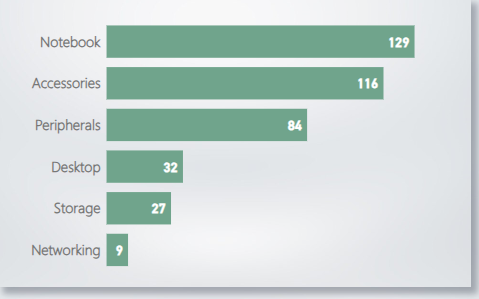 Notebook 129
Accessories 116
Peripherals 84
Desktop 32
Storage 27
Networking 9